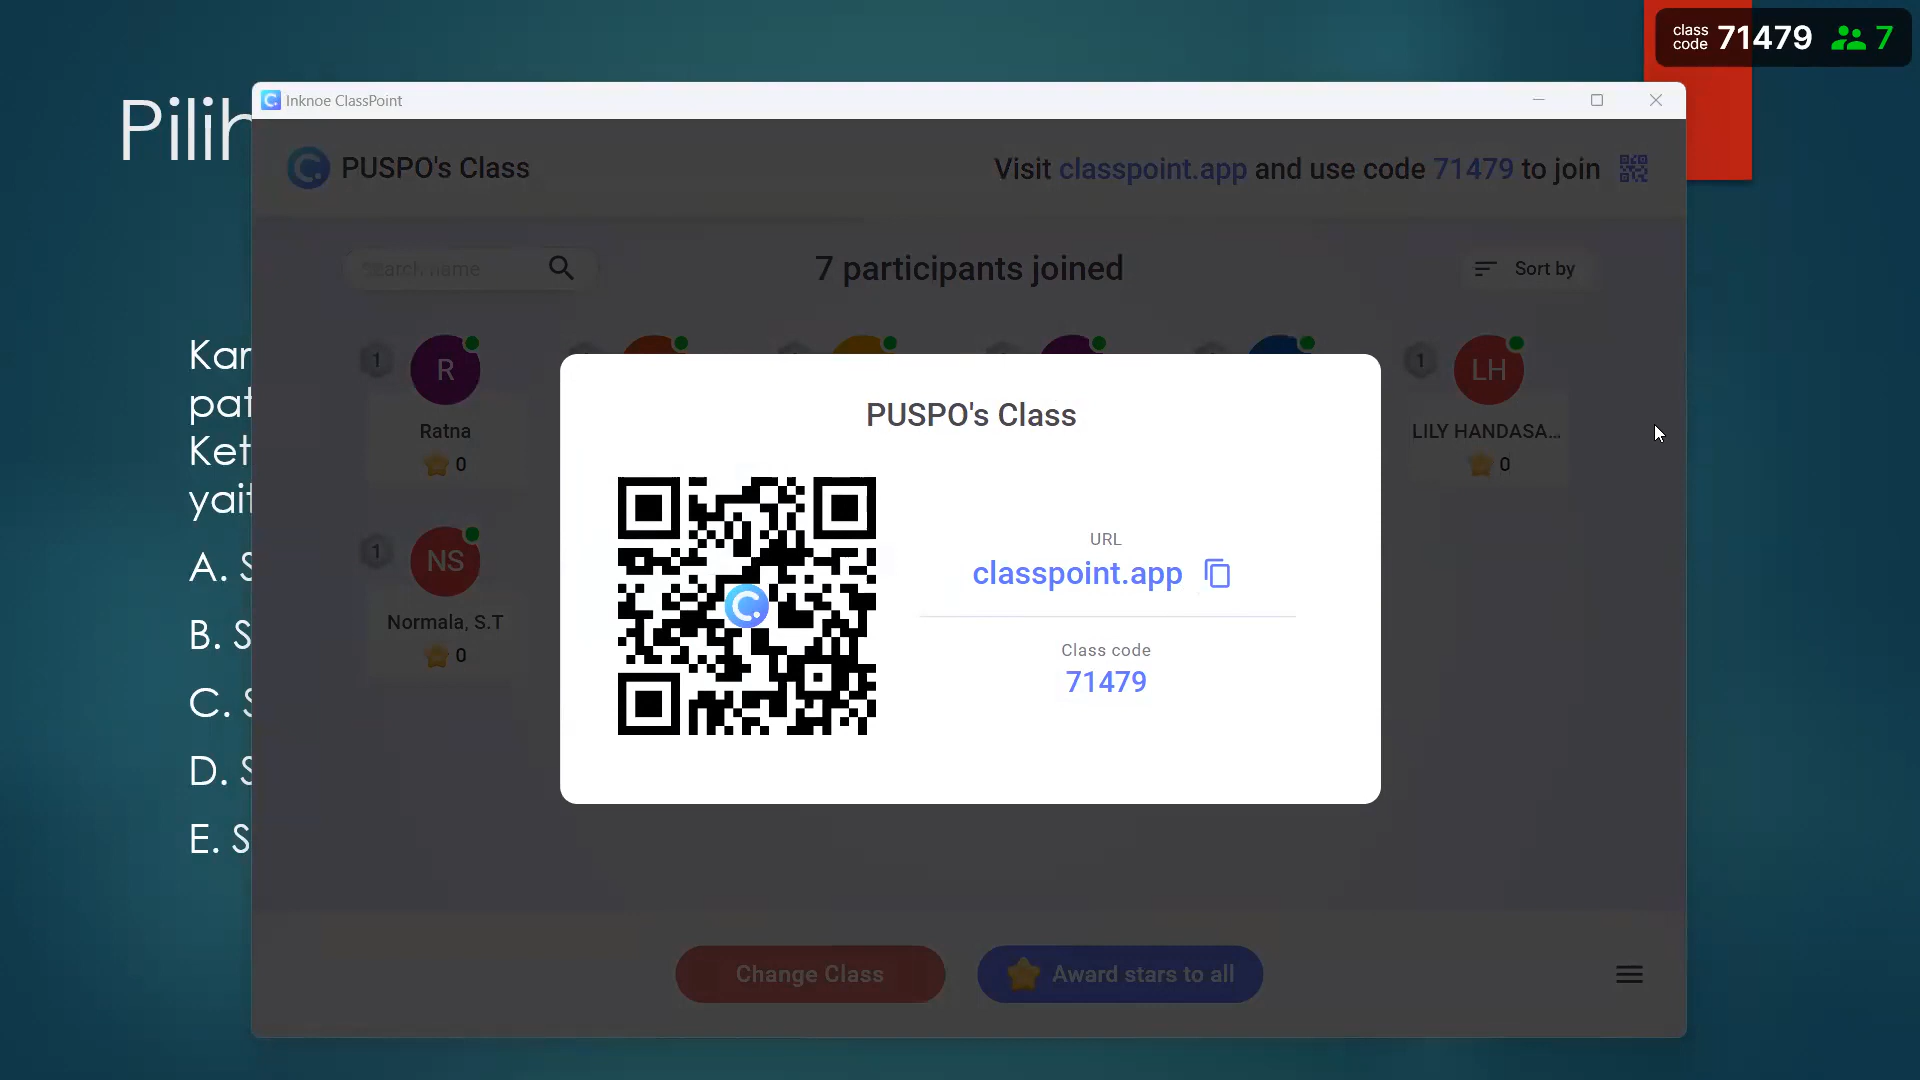 class code 71479 7
Pilih
Inknoe ClassPoint
PUSPO's Class
Visit classpoint.app and use code 71479 to join
Search name
7 participants joined
Sort by
1
R
Ratna
0
1
LH
LILY HANDASA...
0
1
NS
Normala, S.T
0
PUSPO's Class
URL
classpoint.app
Class code
71479
Kar
pat
Ket
yait
A. S
B. S
C. S
D. S
E. S
Change Class
Award stars to all